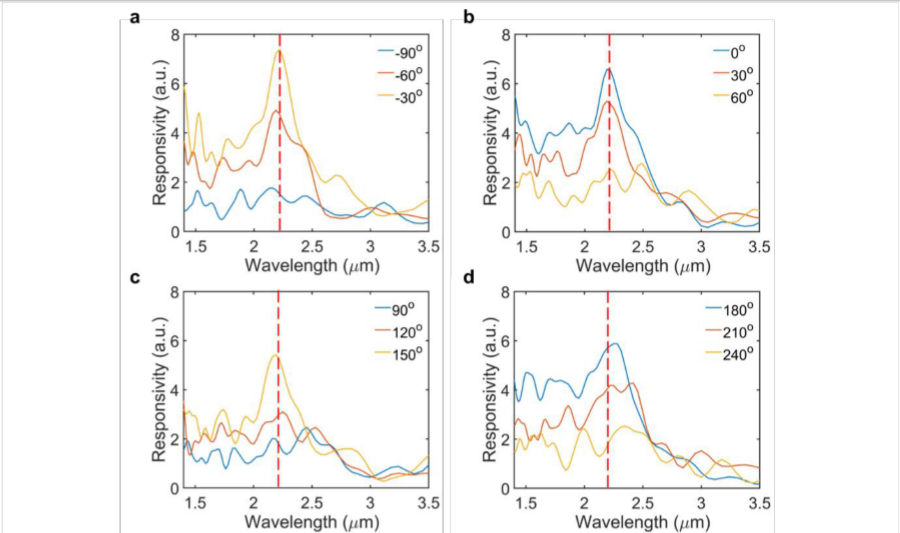 a
8
6
4
2
0
Responsivity (a.u.)
-90°
-60°
-30°
1.5 2 2.5 3 3.5
Wavelength (μm)
b
8
6
4
2
0
Responsivity (a.u.)
0°
30°
60°
1.5 2 2.5 3 3.5
Wavelength (μm)
c
8
6
4
2
0
Responsivity (a.u.)
90°
120°
150°
1.5 2 2.5 3 3.5
Wavelength (μm)
d
8
6
4
2
0
Responsivity (a.u.)
180°
210°
240°
1.5 2 2.5 3 3.5
Wavelength (μm)